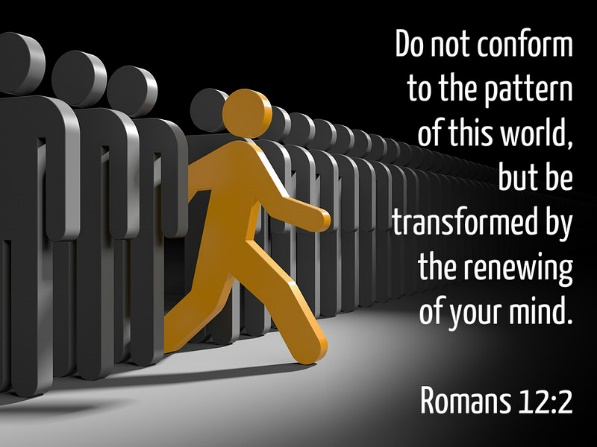 Do not conform
to the pattern
of this world,
but be
transformed by
the renewing
of your mind.
Romans 12:2